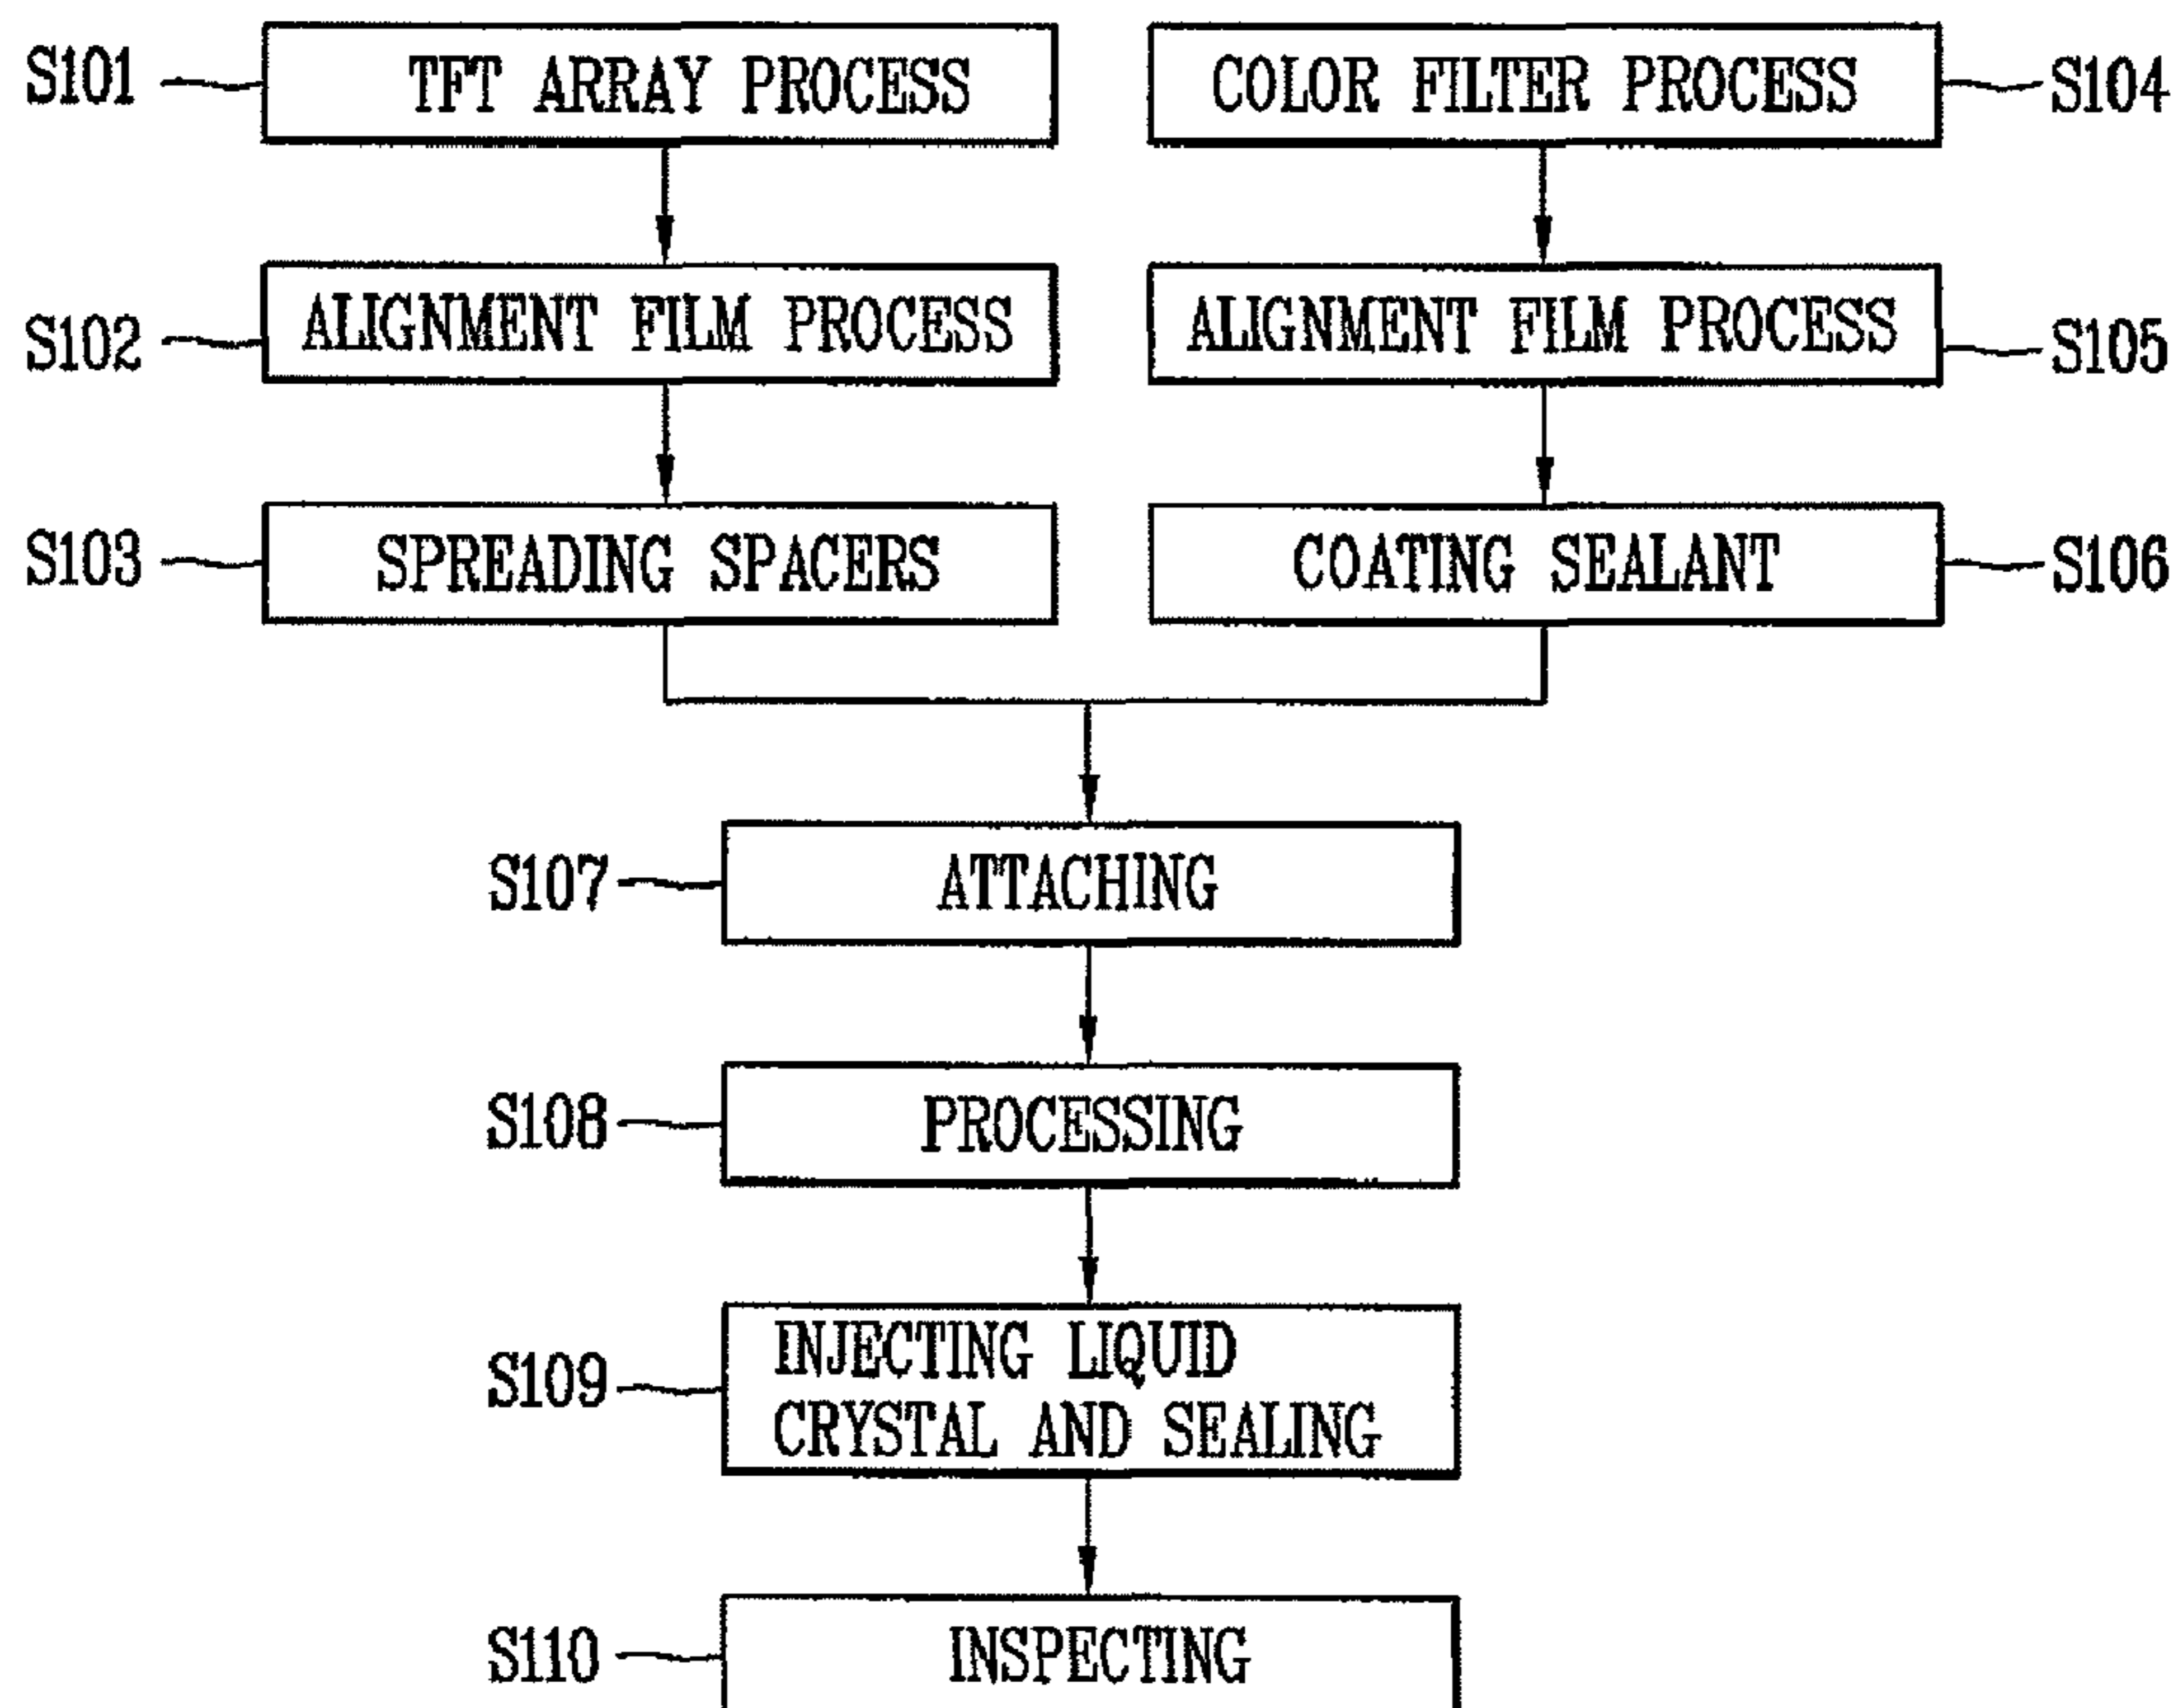 S101
TFT ARRAY PROCESS
COLOR FILTER PROCESS
S104
S102
ALIGNMENT FILM PROCESS
ALIGNMENT FILM PROCESS
S105
S103
SPREADING SPACERS
COATING SEALANT
S106
S107
ATTACHING
S108
PROCESSING
S109
INJECTING LIQUID
CRYSTAL AND SEALING
S110
INSPECTING